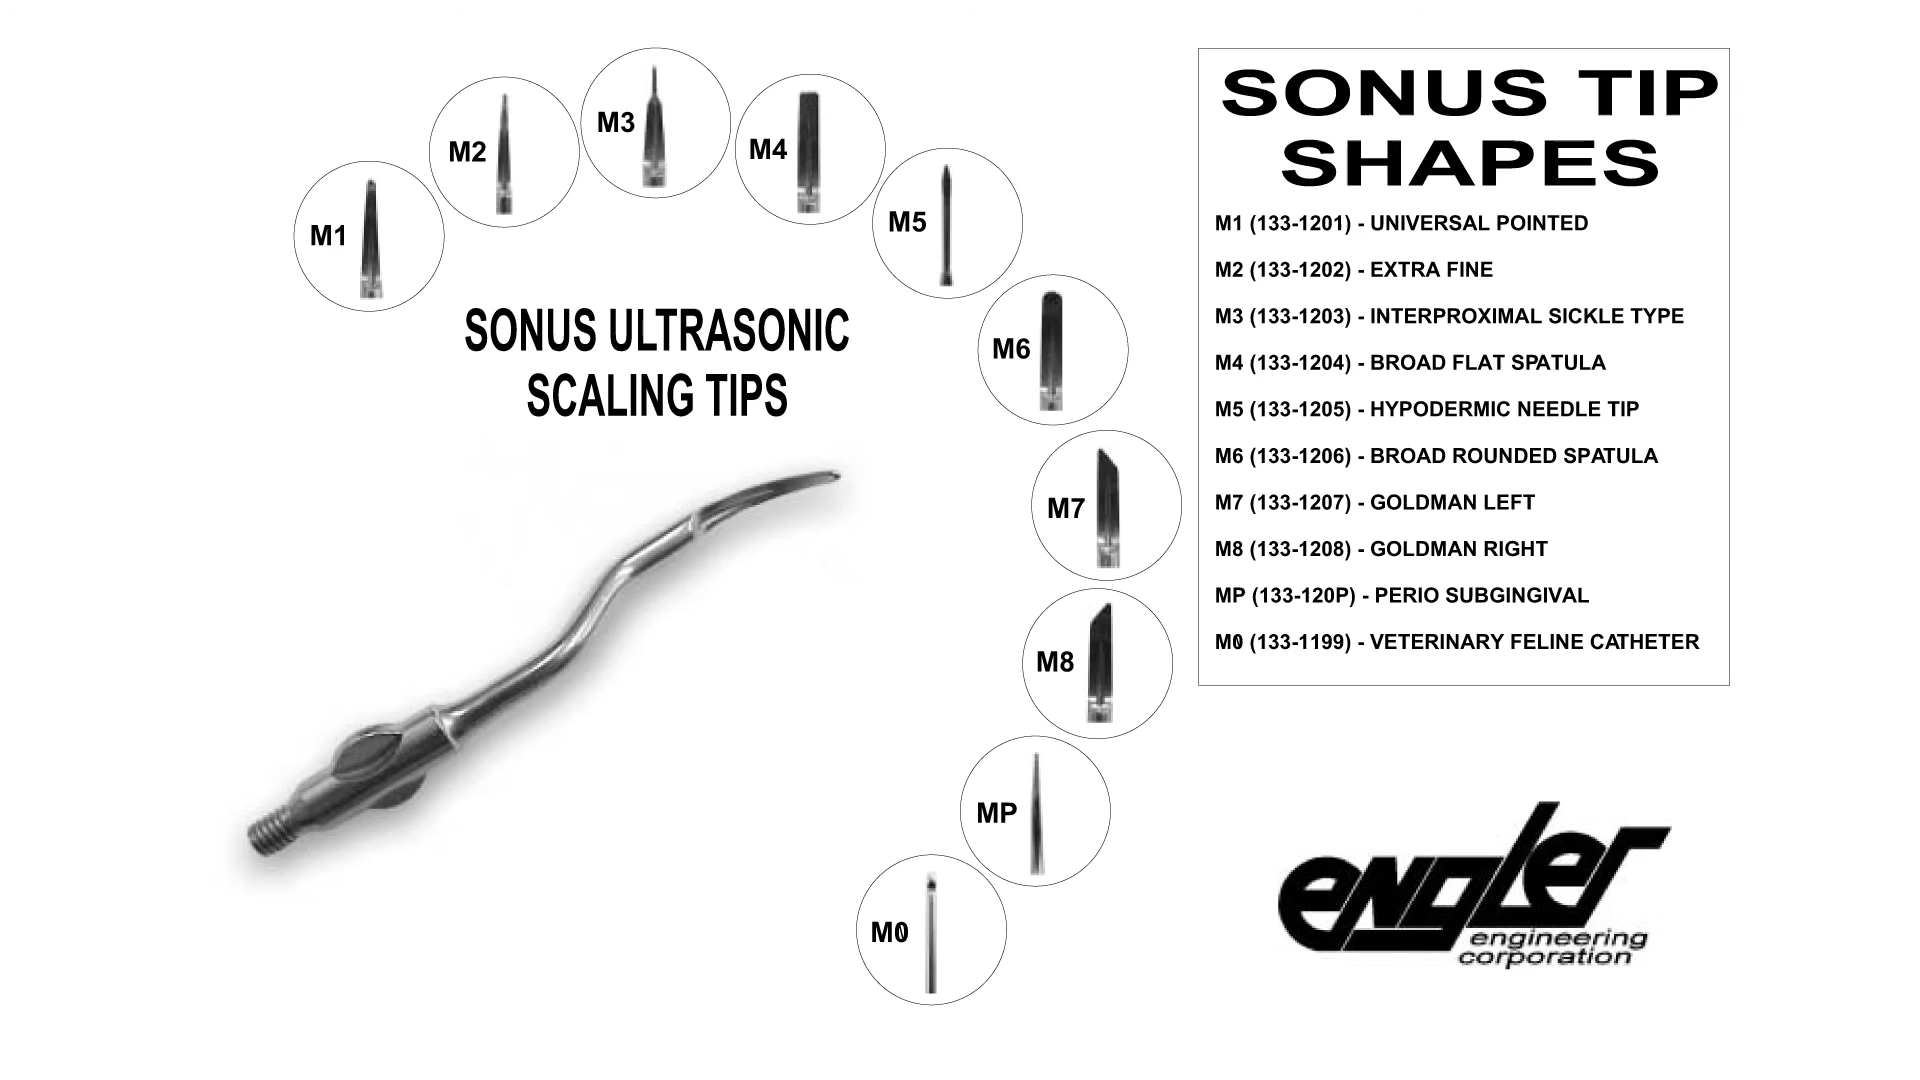 M1
M2
M3
M4
M5
M6
M7
M8
MP
M0
SONUS ULTRASONIC
SCALING TIPS
SONUS TIP
SHAPES
M1 (133-1201) - UNIVERSAL POINTED
M2 (133-1202) - EXTRA FINE
M3 (133-1203) - INTERPROXIMAL SICKLE TYPE
M4 (133-1204) - BROAD FLAT SPATULA
M5 (133-1205) - HYPODERMIC NEEDLE TIP
M6 (133-1206) - BROAD ROUNDED SPATULA
M7 (133-1207) - GOLDMAN LEFT
M8 (133-1208) - GOLDMAN RIGHT
MP (133-120P) - PERIO SUBGINGIVAL
M0 (133-1199) - VETERINARY FELINE CATHETER
engler
engineering
corporation